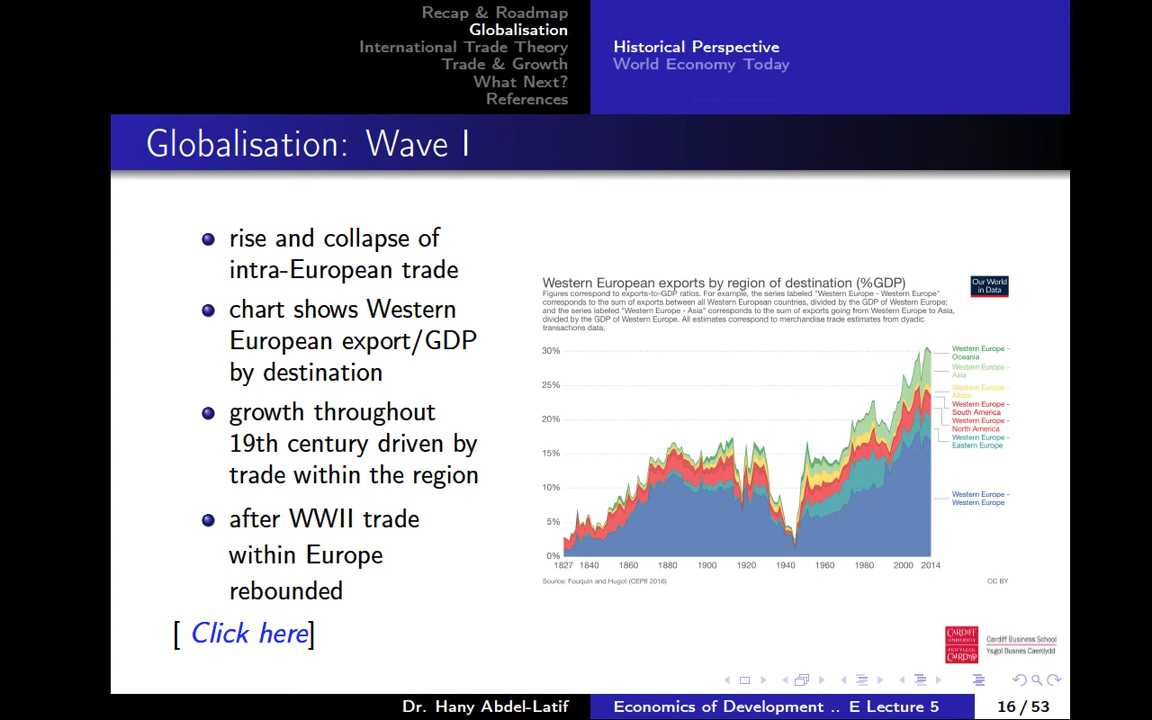 Recap & Roadmap
Globalisation
International Trade Theory
Trade & Growth
What Next?
References
Historical Perspective
World Economy Today
Globalisation: Wave I
rise and collapse of
intra-European trade
chart shows Western
European export/GDP
by destination
growth throughout
19th century driven by
trade within the region
after WWII trade
within Europe
rebounded
[ Click here]
Western European exports by region of destination (%GDP)
Our World
in Data
Figures correspond to exports-to-GDP ratios. For example, the series labeled "Western Europe - Western Europe"
corresponds to the sum of exports between all Western European countries, divided by the GDP of Western Europe;
and the series labeled "Western Europe - Asia" corresponds to the sum of exports going from Western Europe to Asia,
divided by the GDP of Western Europe. All estimates correspond to merchandise trade estimates from dyadic
transactions data.
30%
25%
20%
15%
10%
5%
0%
1827 1840 1860 1880 1900 1920 1940 1960 1980 2000 2014
Western Europe -
Oceania
Western Europe -
Asia
Western Europe -
Africa
Western Europe -
South America
Western Europe -
North America
Western Europe -
Eastern Europe
Western Europe -
Western Europe
Source: Fouquin and Hugot (CEPII 2016)
CC BY
CARDIFF
UNIVERSITY
PRIFYSGOL
CAERDYDD
Cardiff Business School
Ysgol Busnes Caerdydd
Dr. Hany Abdel-Latif
Economics of Development .. E Lecture 5
16 / 53